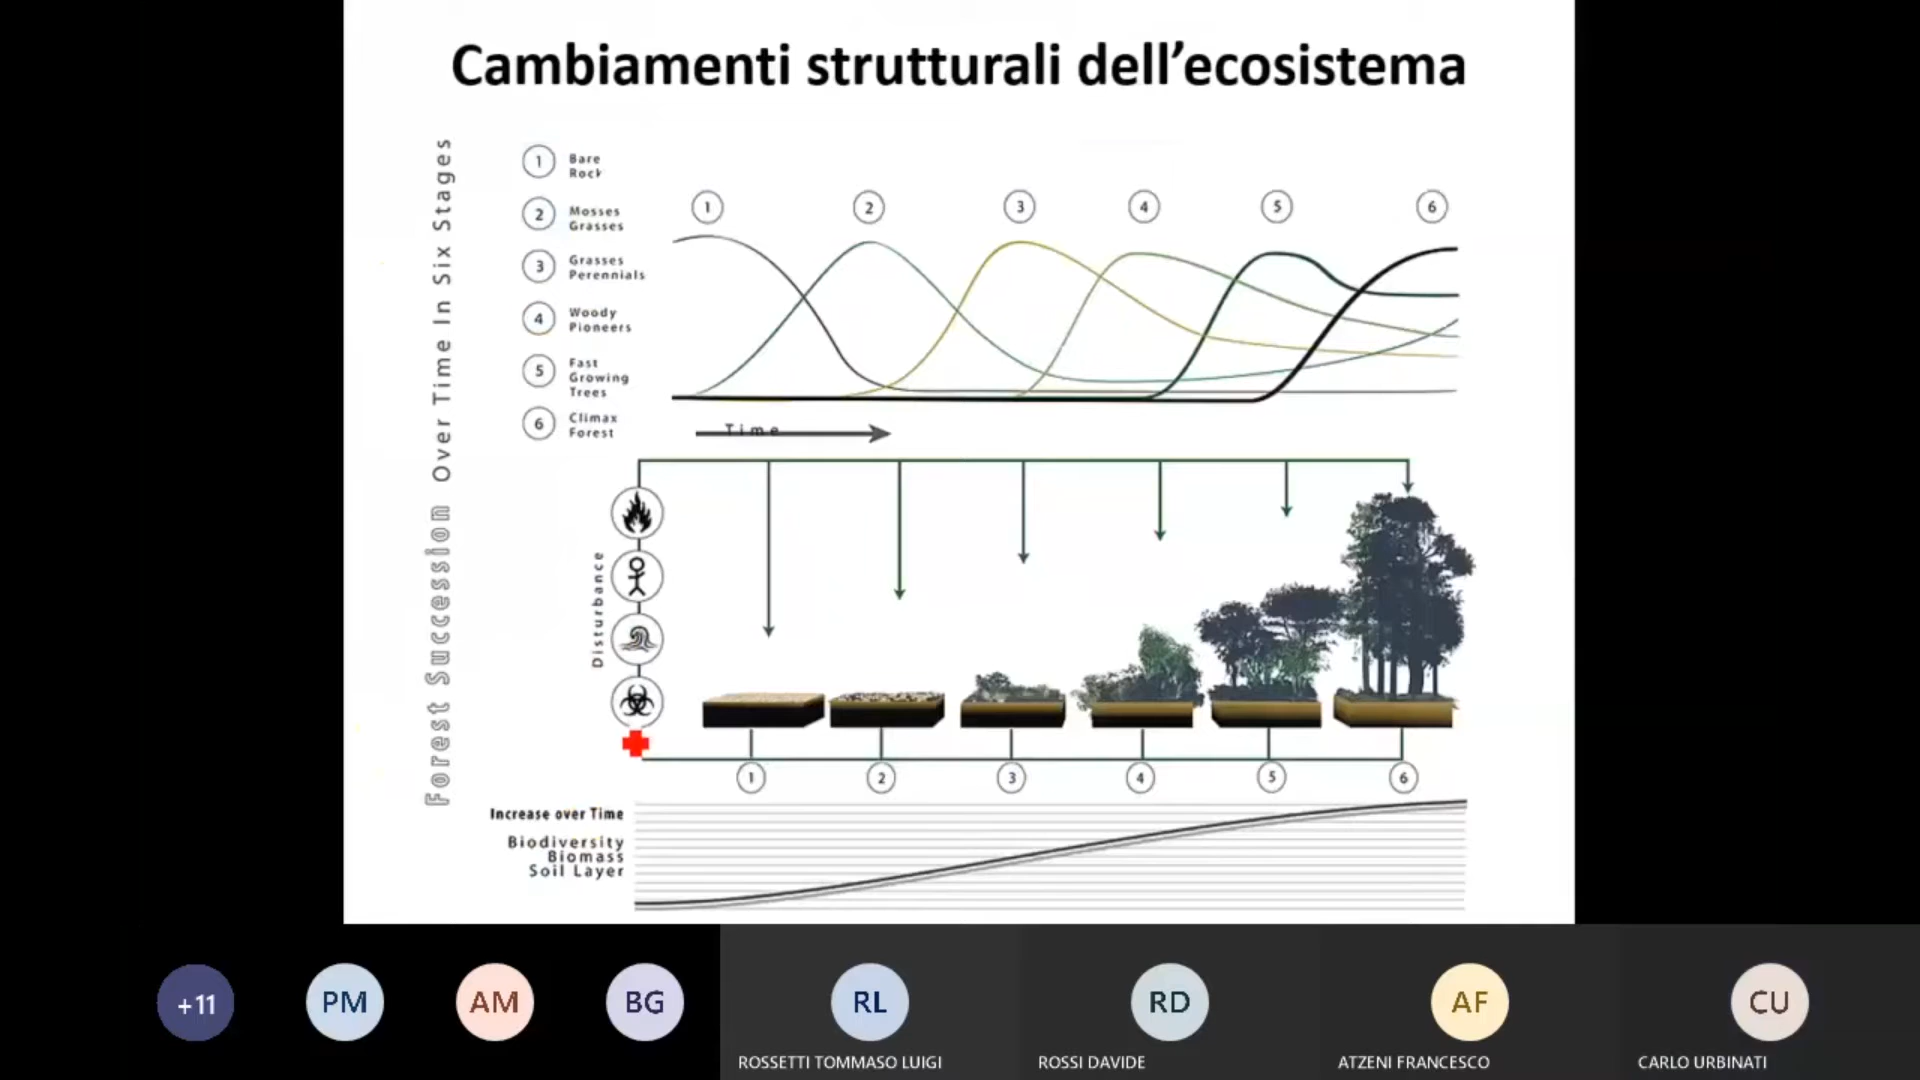 Cambiamenti strutturali dell'ecosistema
Forest Succession Over Time In Six Stages
1 Bare
Rock
2 Mosses
Grasses
3 Grasses
Perennials
4 Woody
Pioneers
5 Fast
Growing
Trees
6 Climax
Forest
1 2 3 4 5 6
Time
Disturbance
1 2 3 4 5 6
Increase over Time
Biodiversity
Biomass
Soil Layer
+11 PM AM BG RL RD AF CU
ROSSETTI TOMMASO LUIGI ROSSI DAVIDE ATZENI FRANCESCO CARLO URBINATI